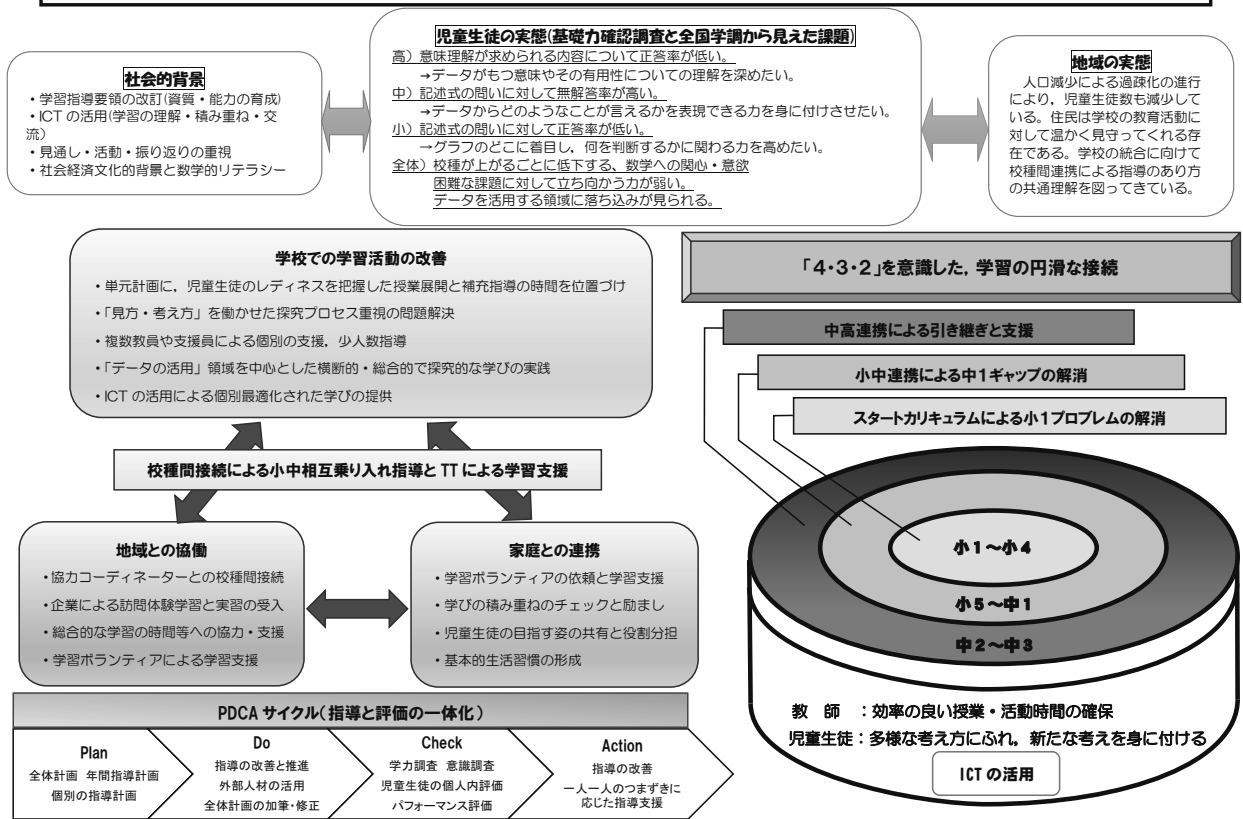 児童生徒の実態(基礎力確認調査と全国学調から見えた課題)
高）意味理解が求められる内容について正答率が低い。
→データがもつ意味やその有用性についての理解を深めたい。
中）記述式の問いに対して無解答率が高い。
→データからどのようなことが言えるかを表現できる力を身に付けさせたい。
小）記述式の問いに対して正答率が低い。
→グラフのどこに着目し，何を判断するかに関わる力を高めたい。
全体）校種が上がるごとに低下する、数学への関心・意欲
困難な課題に対して立ち向かう力が弱い。
データを活用する領域に落ち込みが見られる。
社会的背景
・学習指導要領の改訂(資質・能力の育成)
・ICT の活用(学習の理解・積み重ね・交
流)
・見通し・活動・振り返りの重視
・社会経済文化的背景と数学的リテラシー
地域の実態
人口減少による過疎化の進行
により，児童生徒数も減少して
いる。住民は学校の教育活動に
対して温かく見守ってくれる存
在である。学校の統合に向けて
校種間連携による指導のあり方
の共通理解を図ってきている。
学校での学習活動の改善
・単元計画に，児童生徒のレディネスを把握した授業展開と補充指導の時間を位置づけ
・「見方・考え方」を働かせた探究プロセス重視の問題解決
・複数教員や支援員による個別の支援，少人数指導
・「データの活用」領域を中心とした横断的・総合的で探究的な学びの実践
・ICT の活用による個別最適化された学びの提供
校種間接続による小中相互乗り入れ指導と TT による学習支援
地域との協働
・協力コーディネーターとの校種間接続
・企業による訪問体験学習と実習の受入
・総合的な学習の時間等への協力・支援
・学習ボランティアによる学習支援
家庭との連携
・学習ボランティアの依頼と学習支援
・学びの積み重ねのチェックと励まし
・児童生徒の目指す姿の共有と役割分担
・基本的生活習慣の形成
PDCA サイクル（指導と評価の一体化）
Plan
全体計画 年間指導計画
個別の指導計画
Do
指導の改善と推進
外部人材の活用
全体計画の加筆・修正
Check
学力調査 意識調査
児童生徒の個人内評価
パフォーマンス評価
Action
指導の改善
一人一人のつまずきに
応じた指導支援
「４・３・２」を意識した，学習の円滑な接続
中高連携による引き継ぎと支援
小中連携による中１ギャップの解消
スタートカリキュラムによる小１プロブレムの解消
小１～小４
小５～中１
中２～中３
教 師 ：効率の良い授業・活動時間の確保
児童生徒：多様な考え方にふれ，新たな考えを身に付ける
ICT の活用